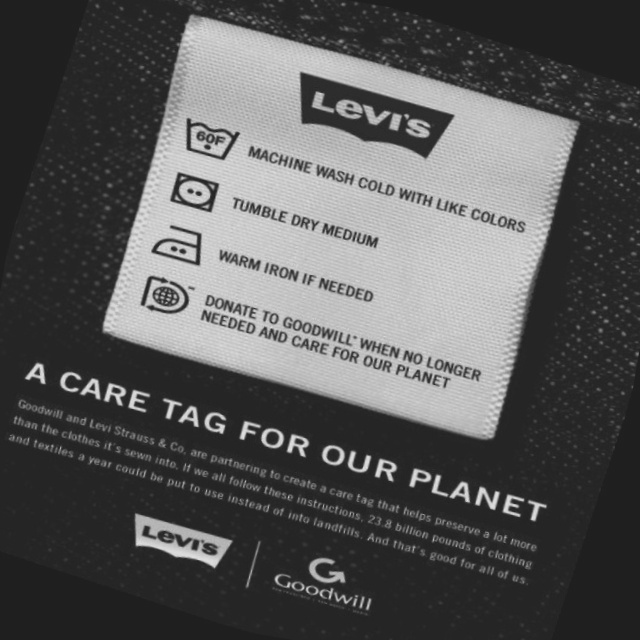 Levi's
60F
MACHINE WASH COLD WITH LIKE COLORS
TUMBLE DRY MEDIUM
WARM IRON IF NEEDED
DONATE TO GOODWILL® WHEN NO LONGER
NEEDED AND CARE FOR OUR PLANET
A CARE TAG FOR OUR PLANET
Goodwill and Levi Strauss & Co. are partnering to create a care tag that helps preserve a lot more
than the clothes it's sewn into. If we all follow these instructions, 23.8 billion pounds of clothing
and textiles a year could be put to use instead of into landfills. And that's good for all of us.
Levi's
Goodwill